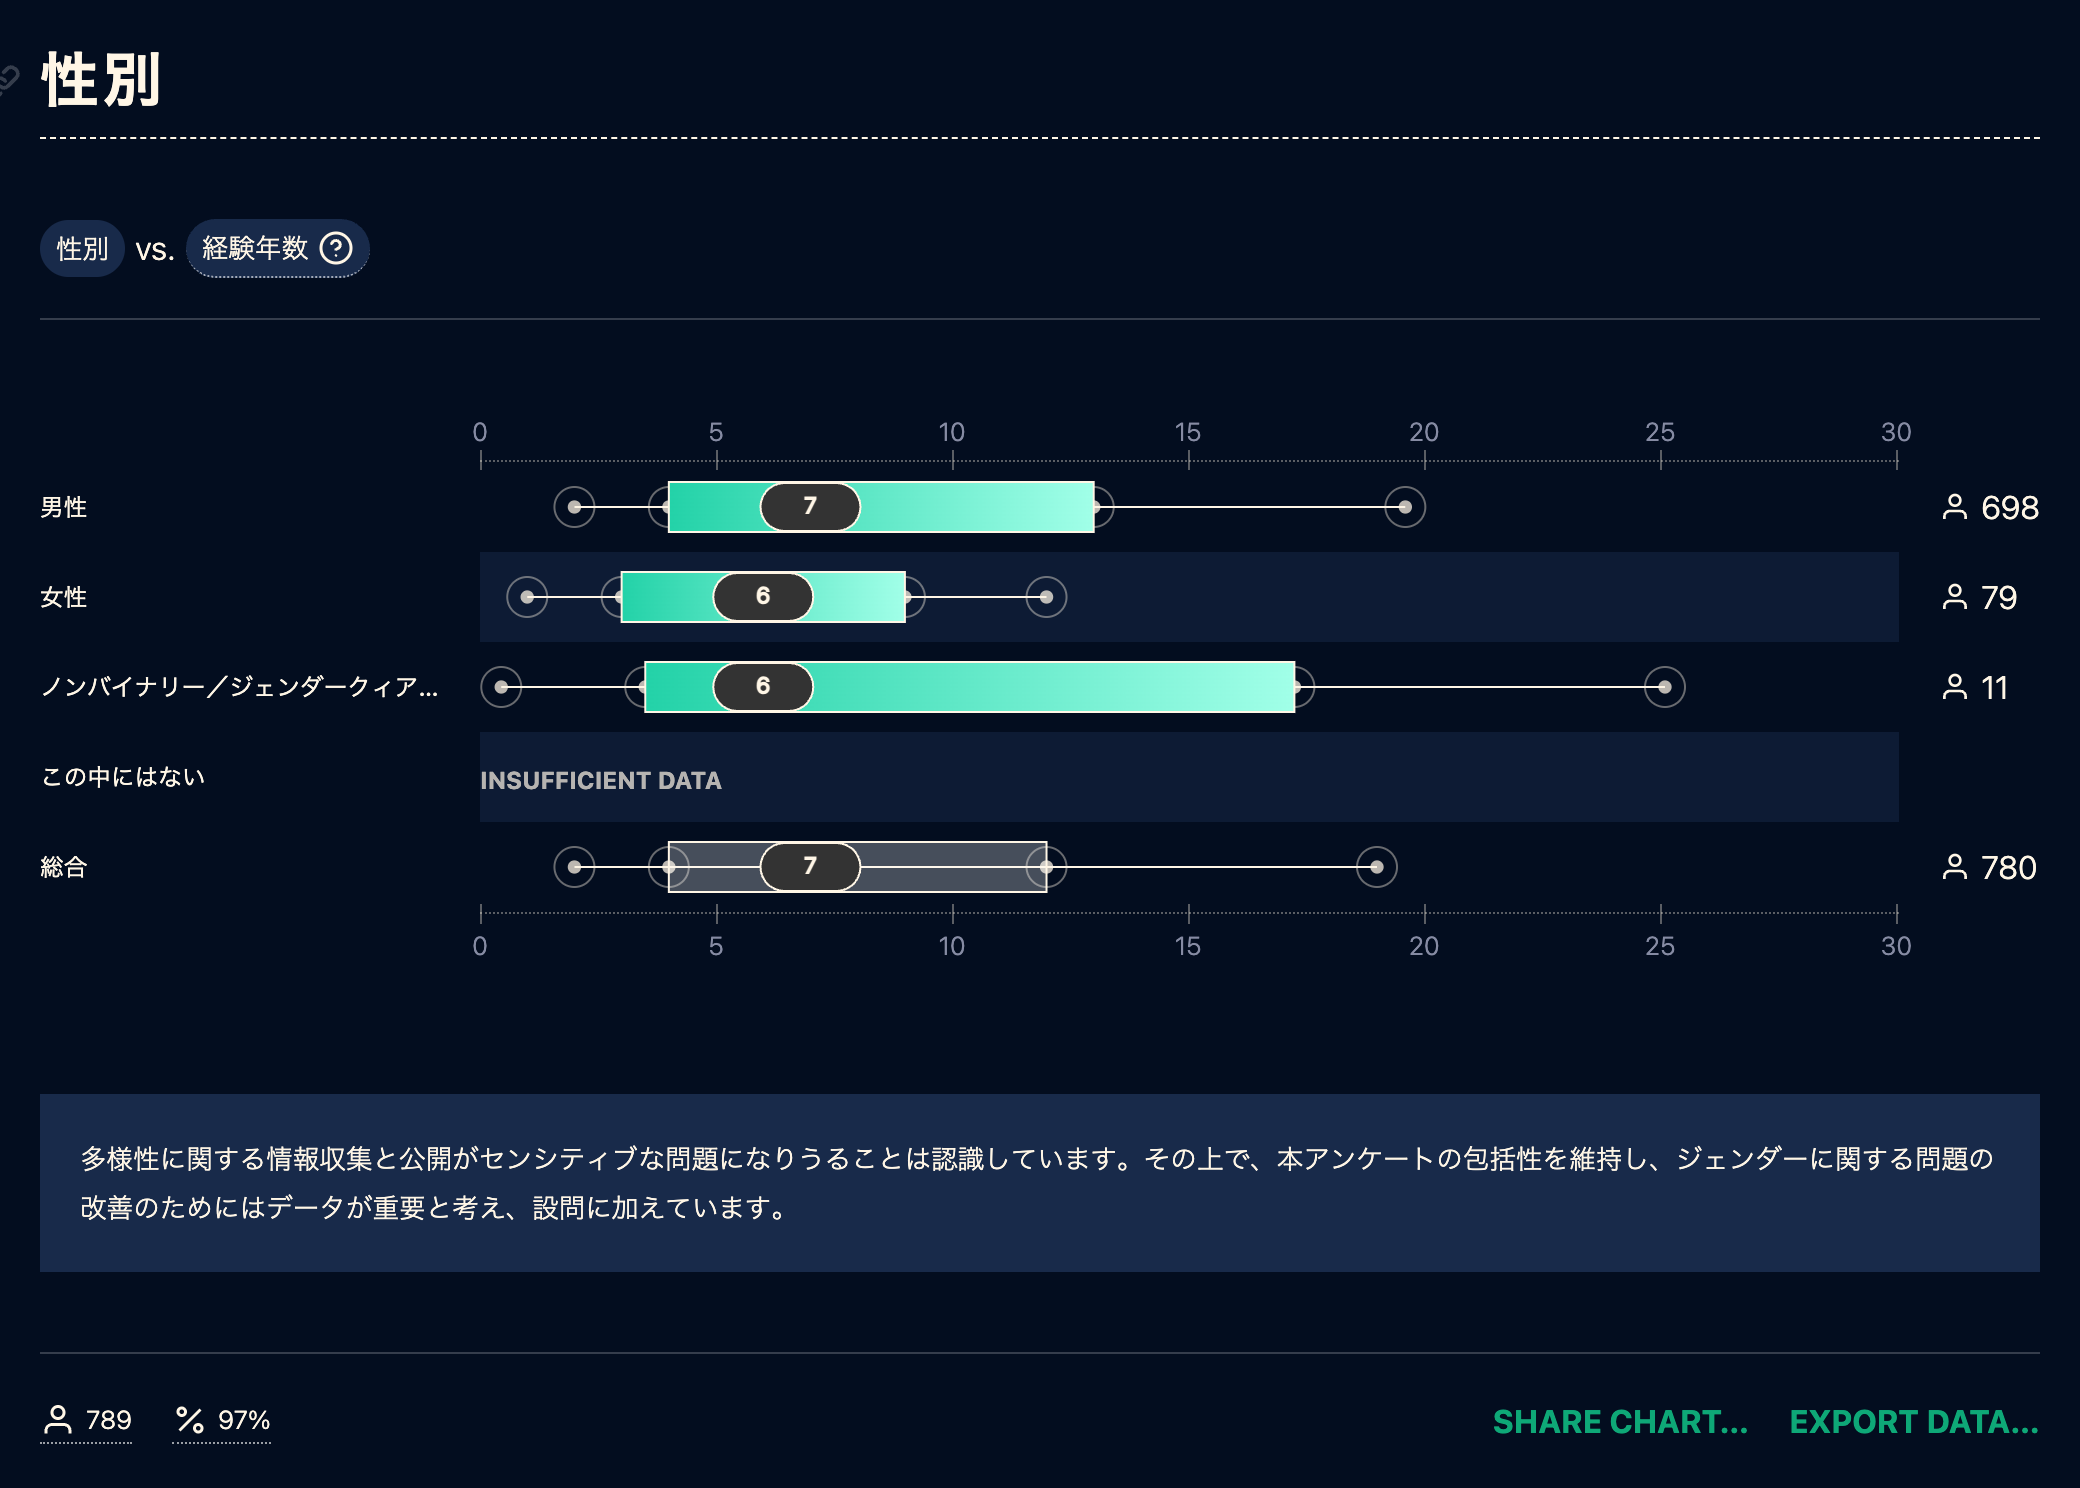 性別
性別 vs. 経験年数 ?
0 5 10 15 20 25 30
男性 7 698
女性 6 79
ノンバイナリー／ジェンダークィア... 6 11
この中にはない INSUFFICIENT DATA
総合 7 780
0 5 10 15 20 25 30
多様性に関する情報収集と公開がセンシティブな問題になりうることは認識しています。その上で、本アンケートの包括性を維持し、ジェンダーに関する問題の
改善のためにはデータが重要と考え、設問に加えています。
789 97% SHARE CHART... EXPORT DATA...